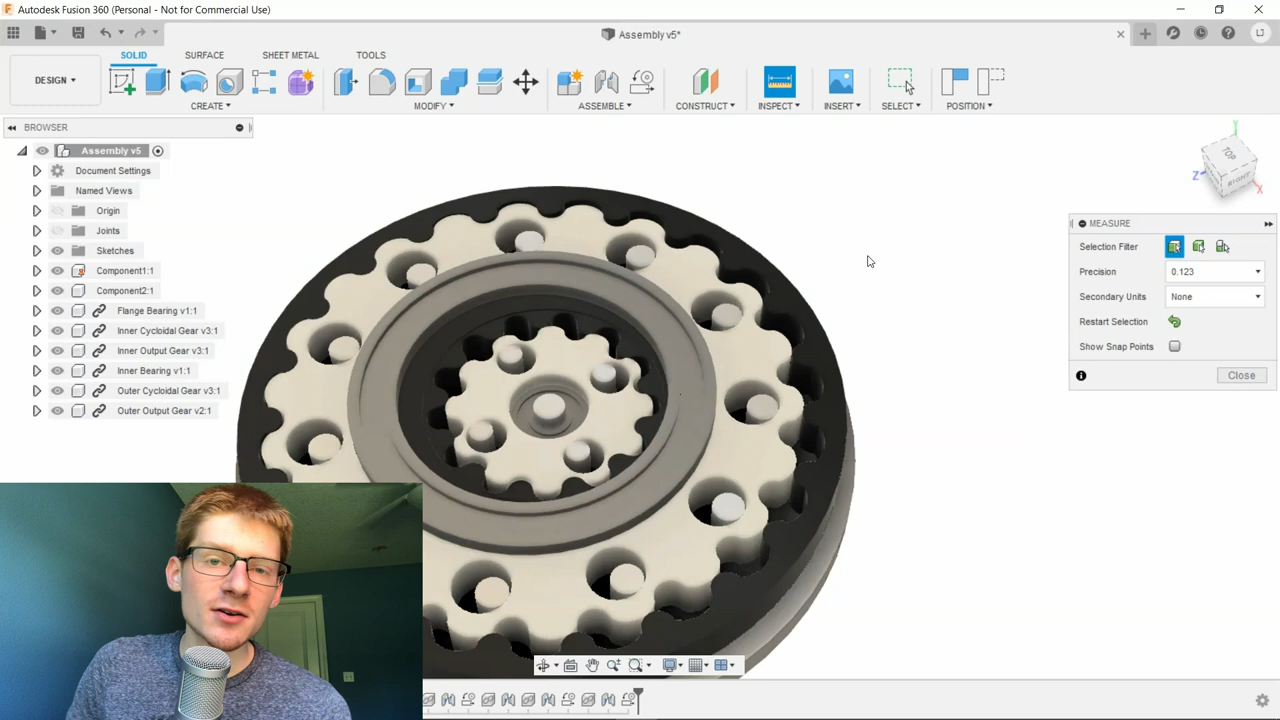 Autodesk Fusion 360 (Personal - Not for Commercial Use)
Assembly v5*
DESIGN
SOLID
SURFACE
SHEET METAL
TOOLS
CREATE
MODIFY
ASSEMBLE
CONSTRUCT
INSPECT
INSERT
SELECT
POSITION
BROWSER
Assembly v5
Document Settings
Named Views
Origin
Joints
Sketches
Component1:1
Component2:1
Flange Bearing v1:1
Inner Cycloidal Gear v3:1
Inner Output Gear v3:1
Inner Bearing v1:1
Outer Cycloidal Gear v3:1
Outer Output Gear v2:1
Y
TOP
Z
RIGHT
X
MEASURE
Selection Filter
Precision 0.123
Secondary Units None
Restart Selection
Show Snap Points
Close